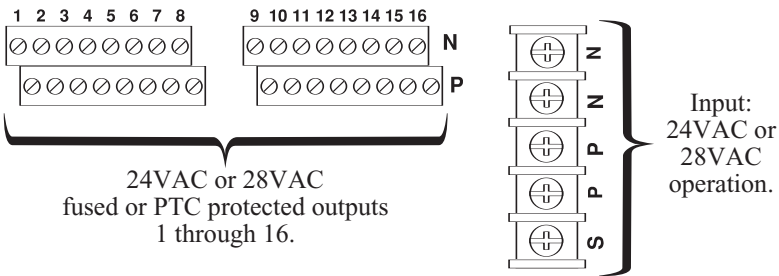 1 2 3 4 5 6 7 8
9 10 11 12 13 14 15 16
N
P
24VAC or 28VAC
fused or PTC protected outputs
1 through 16.
N
N
P
P
S
Input:
24VAC or
28VAC
operation.